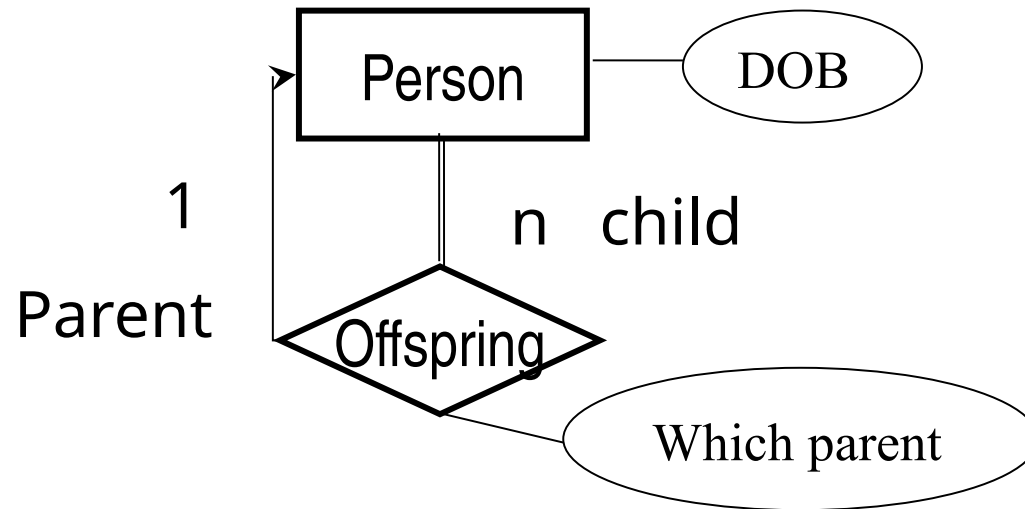 Person
DOB
1
n child
Parent
Offspring
Which parent